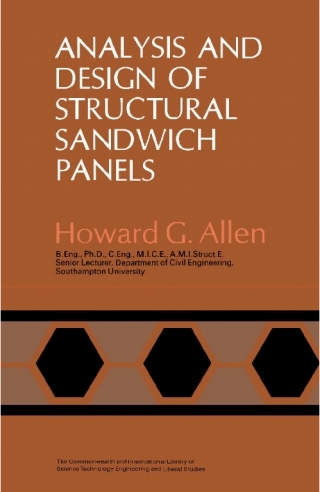 ANALYSIS AND
DESIGN OF
STRUCTURAL
SANDWICH
PANELS
Howard G. Allen
B.Eng., Ph.D., C.Eng., M.I.C.E., A.M.I.Struct.E.
Senior Lecturer, Department of Civil Engineering,
Southampton University
The Commonwealth and International Library of
Science Technology Engineering and Liberal Studies